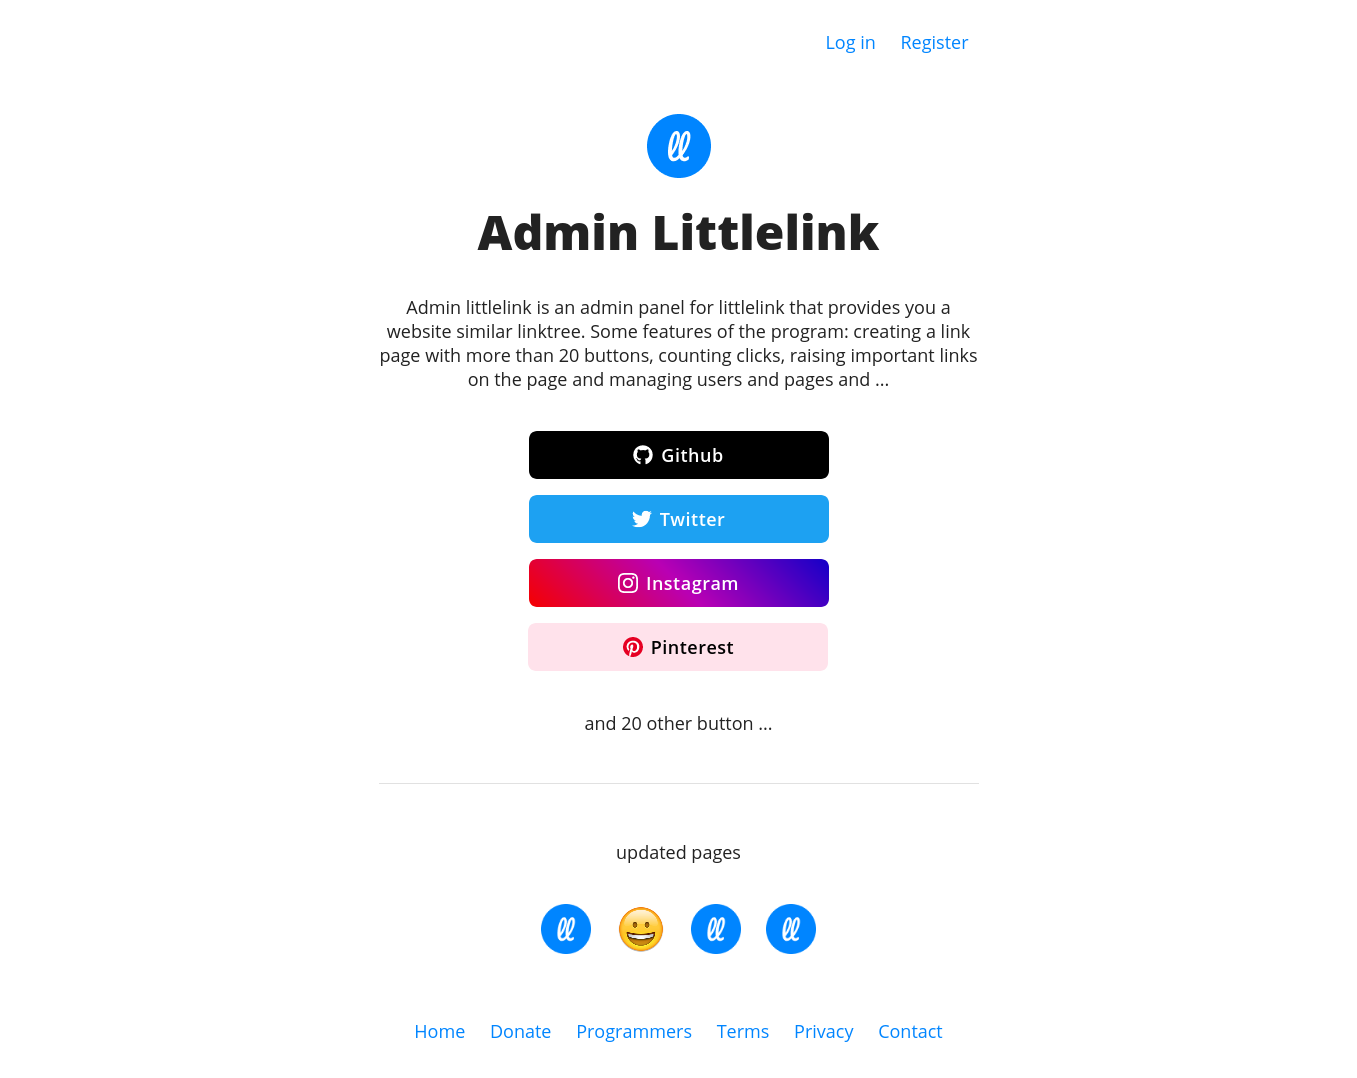 Log in Register
ll
Admin Littlelink
Admin littlelink is an admin panel for littlelink that provides you a
website similar linktree. Some features of the program: creating a link
page with more than 20 buttons, counting clicks, raising important links
on the page and managing users and pages and ...
Github
Twitter
Instagram
Pinterest
and 20 other button ...
updated pages
ll ll ll
Home Donate Programmers Terms Privacy Contact